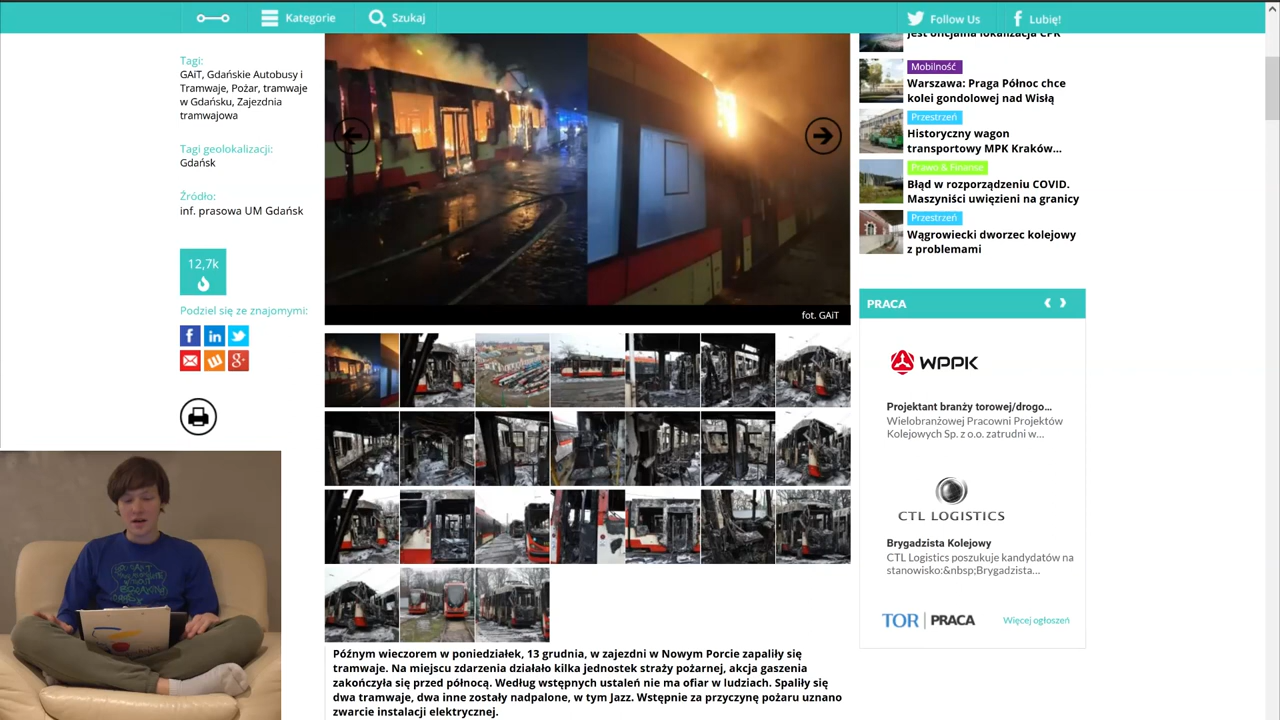 Kategorie
Szukaj
Follow Us
Lubię!
Tagi:
GAiT, Gdańskie Autobusy i
Tramwaje, Pożar, tramwaje
w Gdańsku, Zajezdnia
tramwajowa
Tagi geolokalizacji:
Gdańsk
Źródło:
inf. prasowa UM Gdańsk
12,7k
Podziel się ze znajomymi:
fot. GAiT
Późnym wieczorem w poniedziałek, 13 grudnia, w zajezdni w Nowym Porcie zapaliły się
tramwaje. Na miejscu zdarzenia działało kilka jednostek straży pożarnej, akcja gaszenia
zakończyła się przed północą. Według wstępnych ustaleń nie ma ofiar w ludziach. Spaliły się
dwa tramwaje, dwa inne zostały nadpalone, w tym Jazz. Wstępnie za przyczynę pożaru uznano
zwarcie instalacji elektrycznej.
jest oficjalna lokalizacja CPK
Mobilność
Warszawa: Praga Północ chce
kolei gondolowej nad Wisłą
Przestrzeń
Historyczny wagon
transportowy MPK Kraków...
Prawo & Finanse
Błąd w rozporządzeniu COVID.
Maszyniści uwięzieni na granicy
Przestrzeń
Wągrowiecki dworzec kolejowy
z problemami
PRACA
WPPK
Projektant branży torowej/drogo...
Wielobranżowej Pracowni Projektów
Kolejowych Sp. z o.o. zatrudni w...
CTL LOGISTICS
Brygadzista Kolejowy
CTL Logistics poszukuje kandydatów na
stanowisko:&nbsp;Brygadzista...
TOR | PRACA
Więcej ogłoszeń